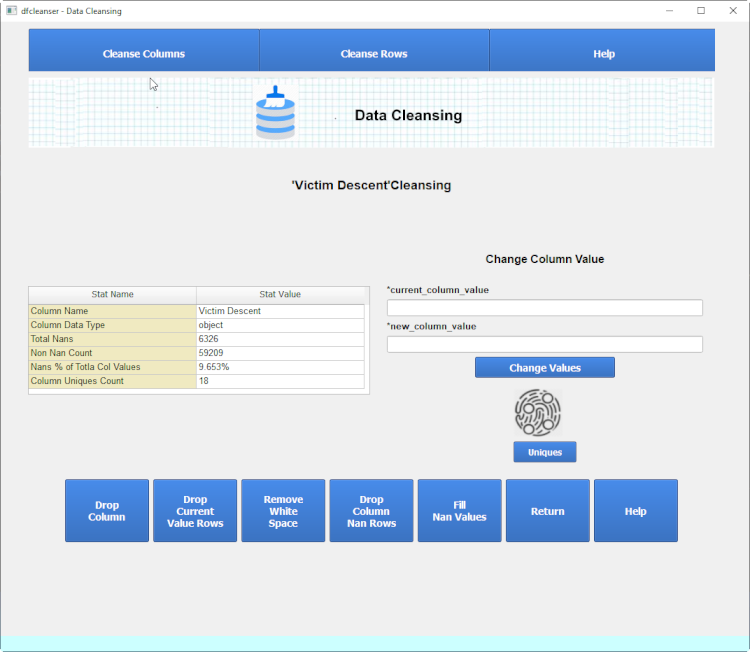 dfcleanser - Data Cleansing
Cleanse Columns
Cleanse Rows
Help
Data Cleansing
'Victim Descent'Cleansing
Change Column Value
Stat Name Stat Value
Column Name Victim Descent
Column Data Type object
Total Nans 6326
Non Nan Count 59209
Nans % of Totla Col Values 9.653%
Column Uniques Count 18
*current_column_value
*new_column_value
Change Values
Uniques
Drop
Column
Drop
Current
Value Rows
Remove
White
Space
Drop
Column
Nan Rows
Fill
Nan Values
Return
Help